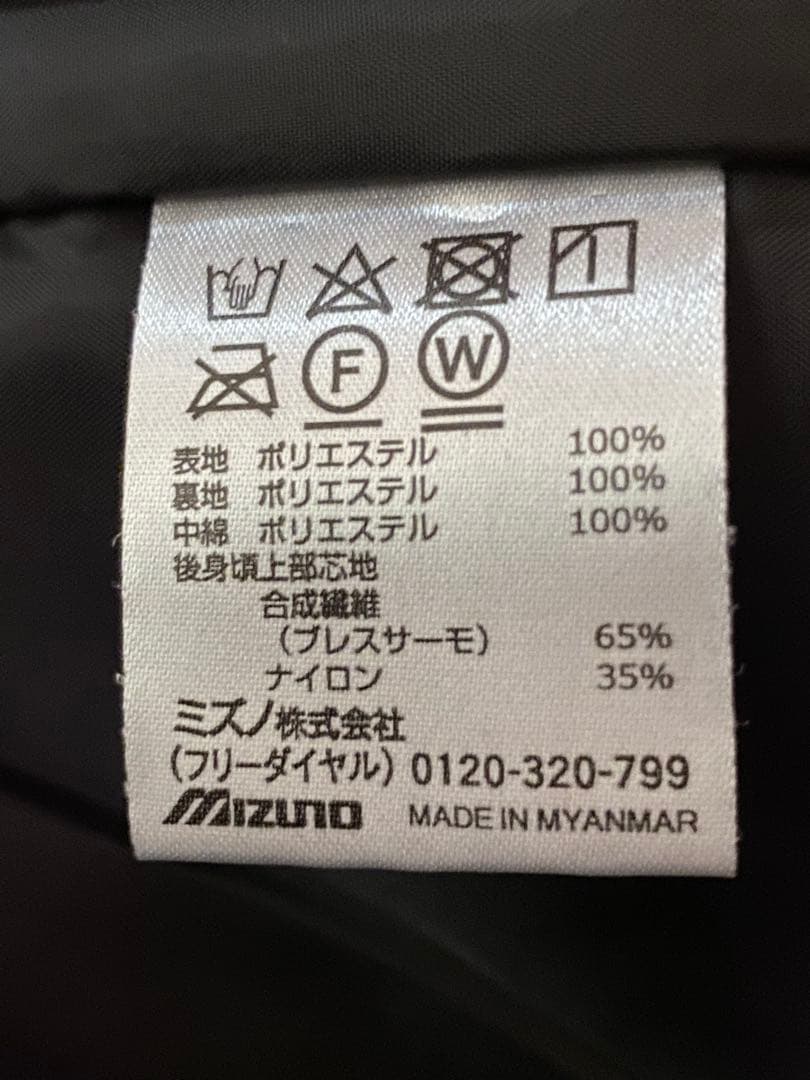 F W
表地 ポリエステル 100%
裏地 ポリエステル 100%
中綿 ポリエステル 100%
後身頃上部芯地
合成繊維
(ブレスサーモ) 65%
ナイロン 35%
ミズノ株式会社
(フリーダイヤル) 0120-320-799
MIZUNO MADE IN MYANMAR